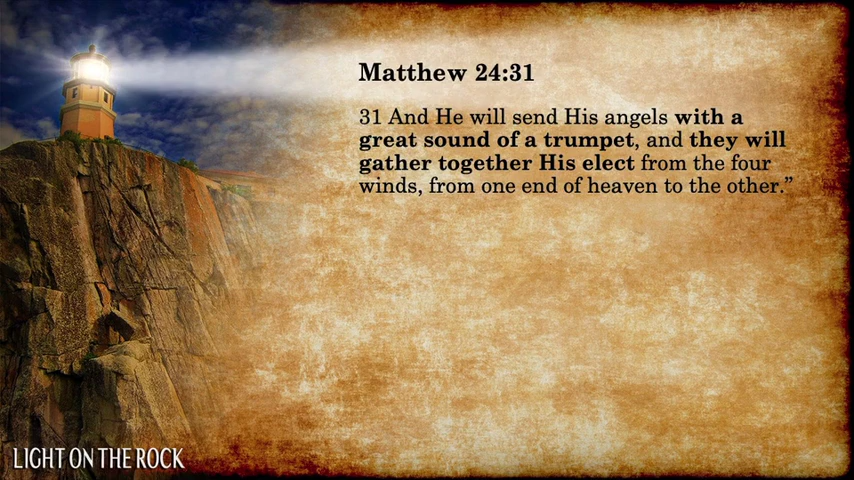 Matthew 24:31
31 And He will send His angels with a
great sound of a trumpet, and they will
gather together His elect from the four
winds, from one end of heaven to the other.”
LIGHT ON THE ROCK